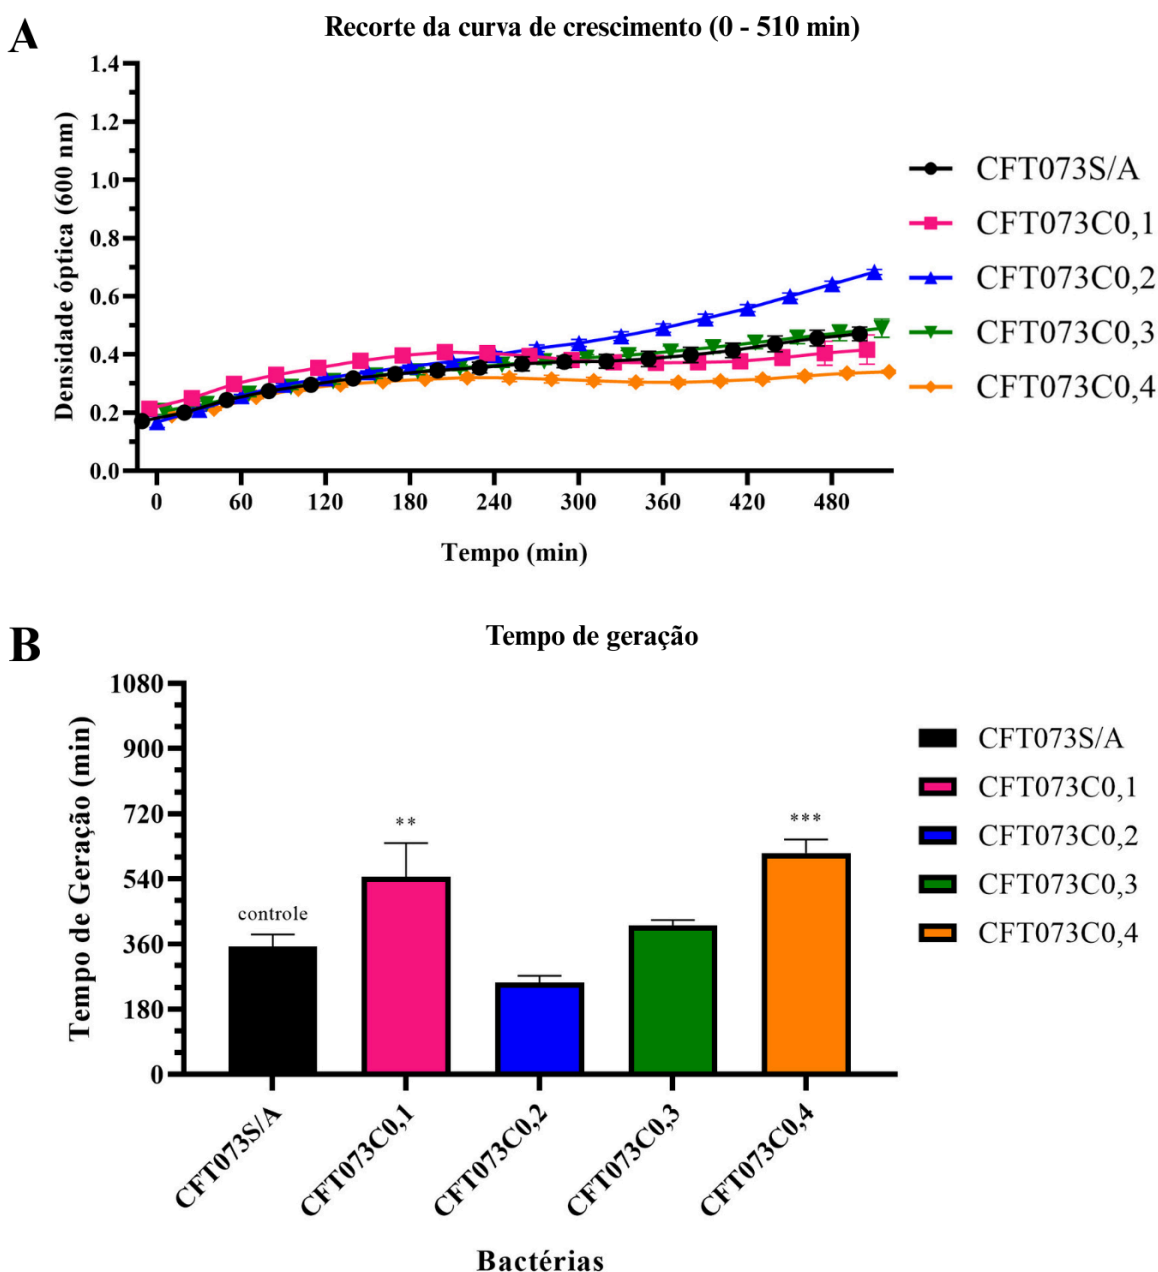 A
Recorte da curva de crescimento (0 - 510 min)
Densidade óptica (600 nm)
1.4
1.2
1.0
0.8
0.6
0.4
0.2
0.0
0 60 120 180 240 300 360 420 480
Tempo (min)
CFT073S/A
CFT073C0,1
CFT073C0,2
CFT073C0,3
CFT073C0,4
B
Tempo de geração
Tempo de Geração (min)
1080
900
720
540
360
180
0
controle
**
***
CFT073S/A
CFT073C0,1
CFT073C0,2
CFT073C0,3
CFT073C0,4
Bactérias
CFT073S/A
CFT073C0,1
CFT073C0,2
CFT073C0,3
CFT073C0,4